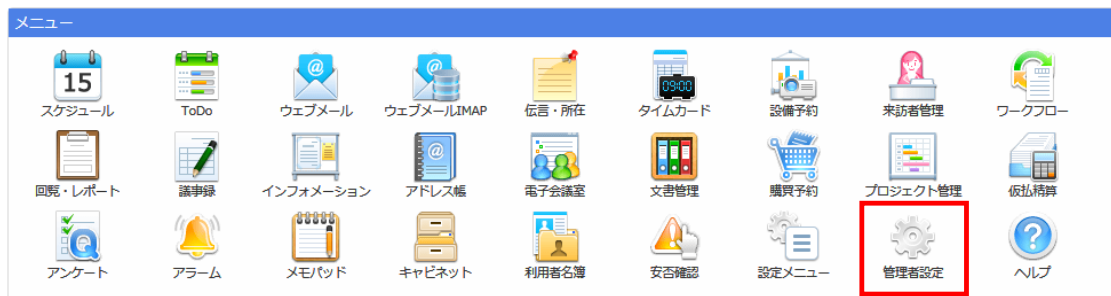 メニュー
15
スケジュール
ToDo
@
ウェブメール
@
ウェブメールIMAP
伝言・所在
09:00
タイムカード
設備予約
来訪者管理
ワークフロー
回覧・レポート
議事録
インフォメーション
@
アドレス帳
電子会議室
文書管理
購買予約
プロジェクト管理
仮払精算
Q
アンケート
アラーム
メモパッド
キャビネット
利用者名簿
安否確認
設定メニュー
管理者設定
?
ヘルプ